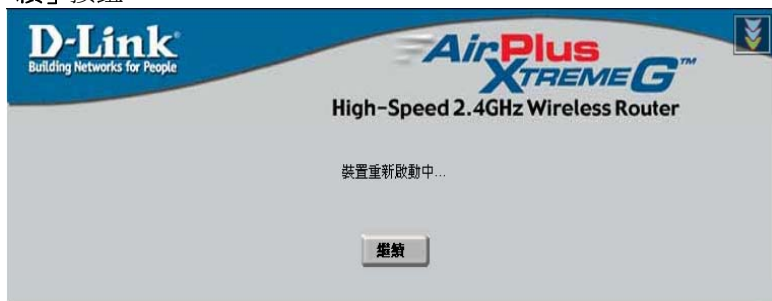 D-Link
Building Networks for People
AirPlus
XTREME G™
High-Speed 2.4GHz Wireless Router
裝置重新啟動中...
繼續